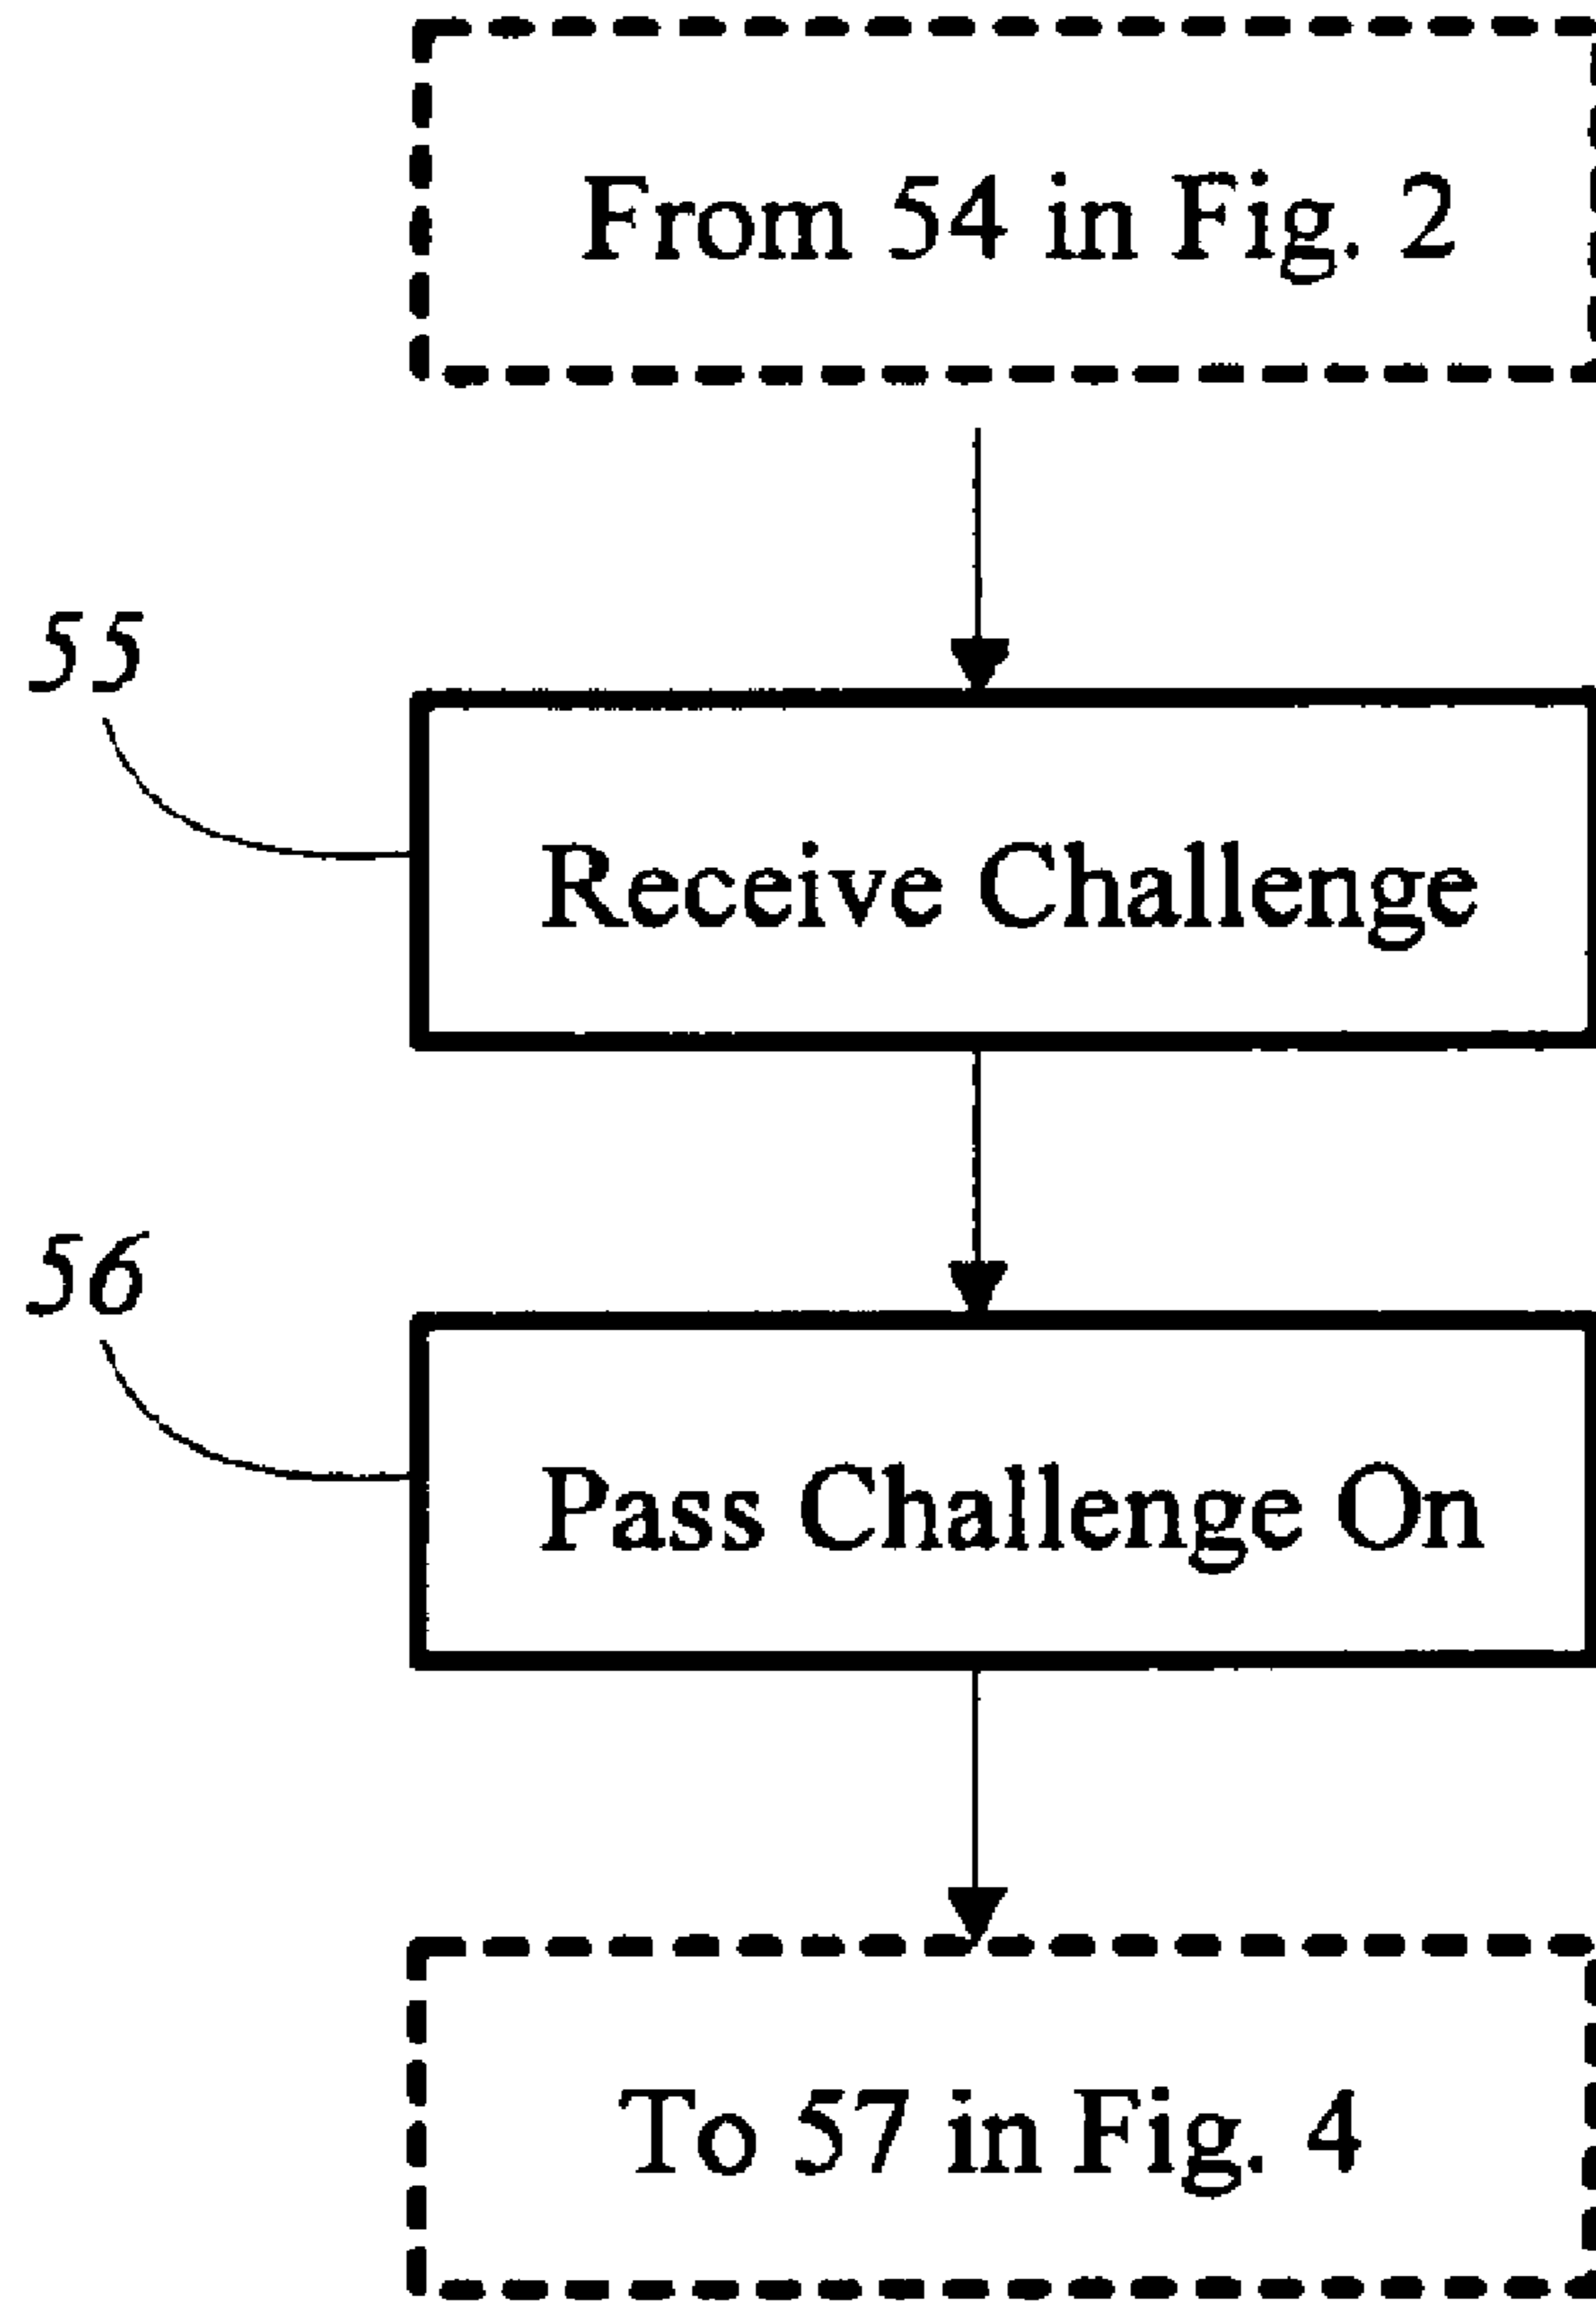 From 54 in Fig. 2
55
Receive Challenge
56
Pass Challenge On
To 57 in Fig. 4